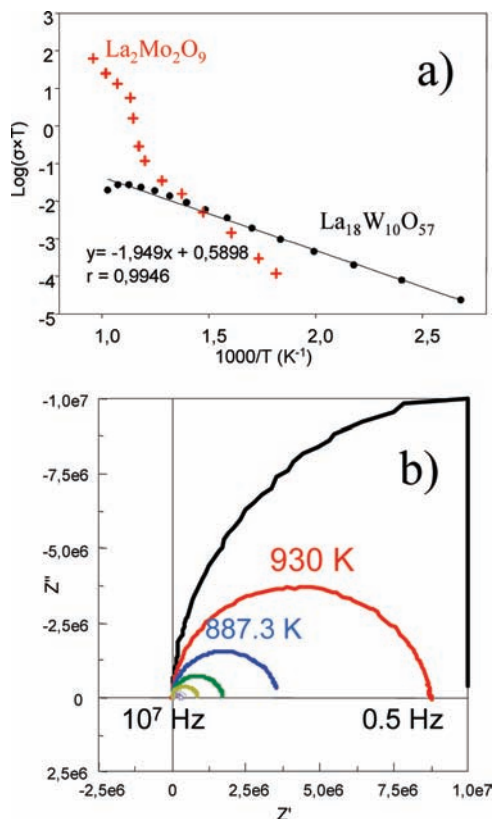 a)
La₂Mo₂O₉
La₁₈W₁₀O₅₇
y= -1,949x + 0,5898
r = 0,9946
Log(σ×T)
3
2
1
0
-1
-2
-3
-4
-5
1,0 1,5 2,0 2,5
1000/T (K⁻¹)
b)
930 K
887.3 K
10⁷ Hz 0.5 Hz
Z''
-1,0e7
-7,5e6
-5,0e6
-2,5e6
0
2,5e6
-2,5e6 0 2,5e6 5,0e6 7,5e6 1,0e7
Z'